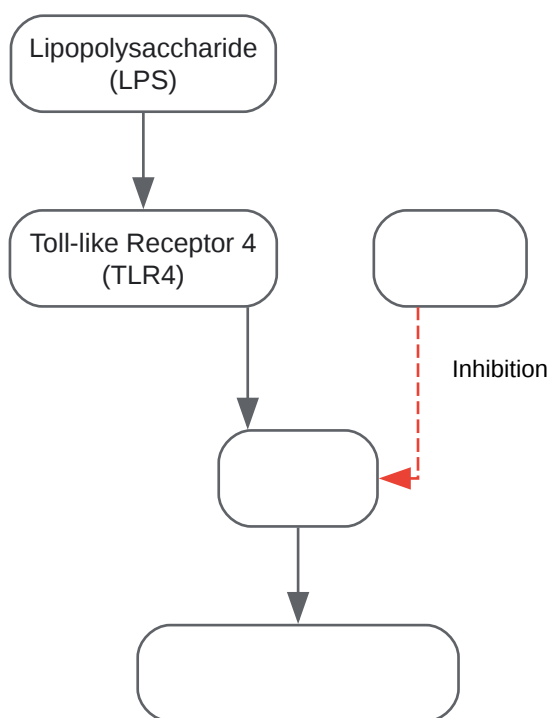 Lipopolysaccharide
(LPS)
Toll-like Receptor 4
(TLR4)
Inhibition